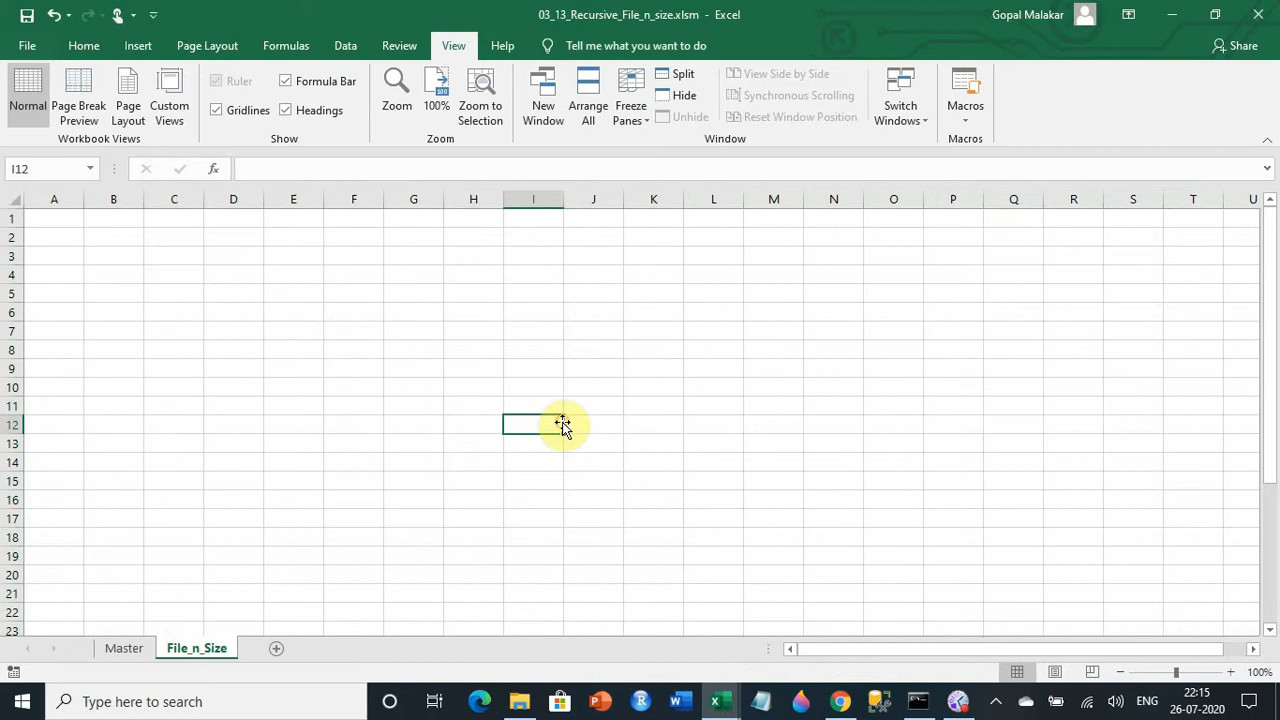 03_13_Recursive_File_n_size.xlsm - Excel
Gopal Malakar
File Home Insert Page Layout Formulas Data Review View Help Tell me what you want to do Share
Normal
Page Break Preview
Page Layout
Custom Views
Ruler
Formula Bar
Gridlines
Headings
Zoom
100%
Zoom to Selection
New Window
Arrange All
Freeze Panes
Split
Hide
Unhide
View Side by Side
Synchronous Scrolling
Reset Window Position
Switch Windows
Macros
Workbook Views
Show
Zoom
Window
Macros
I12
fx
A B C D E F G H I J K L M N O P Q R S T U
1
2
3
4
5
6
7
8
9
10
11
12
13
14
15
16
17
18
19
20
21
22
23
Master File_n_Size
100%
Type here to search
ENG
22:15
26-07-2020